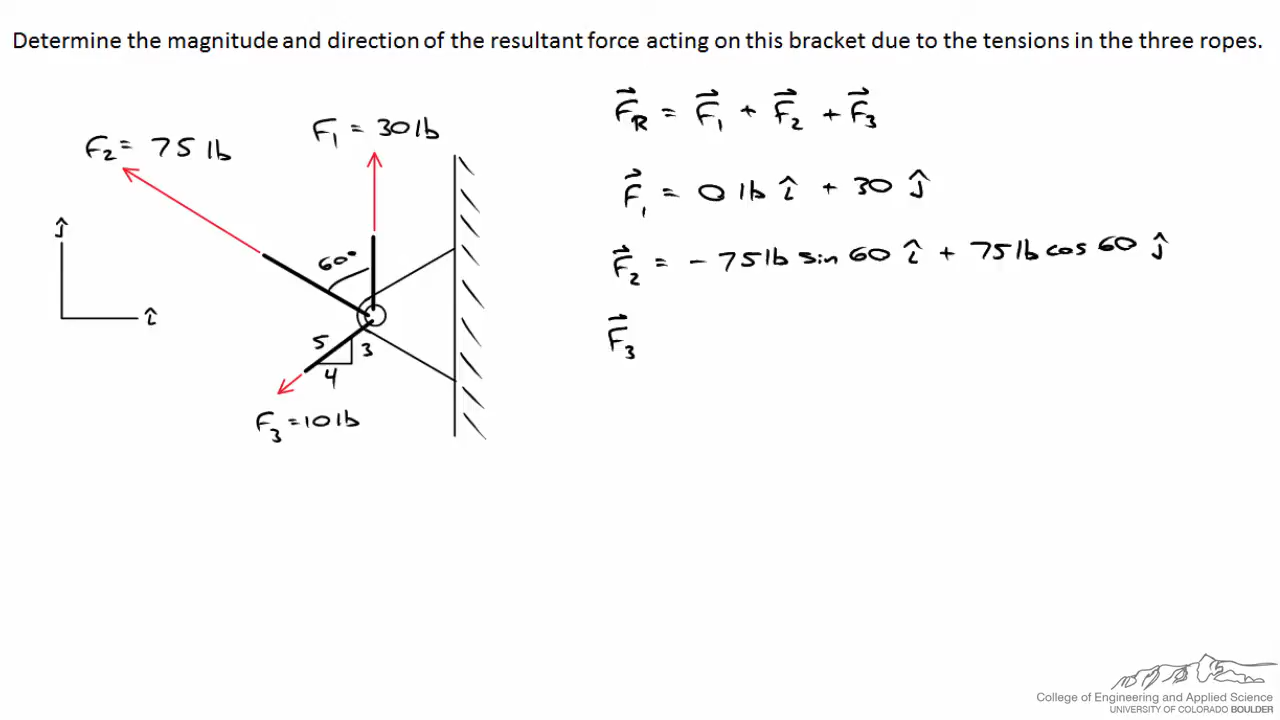 Determine the magnitude and direction of the resultant force acting on this bracket due to the tensions in the three ropes.
F₂ = 75 lb
F₁ = 30 lb
ĵ
î
60°
5
3
4
F₃ = 10 lb
F⃗_R = F⃗₁ + F⃗₂ + F⃗₃
F⃗₁ = 0 lb î + 30 ĵ
F⃗₂ = - 75 lb sin 60 î + 75 lb cos 60 ĵ
F⃗₃
College of Engineering and Applied Science
UNIVERSITY OF COLORADO BOULDER